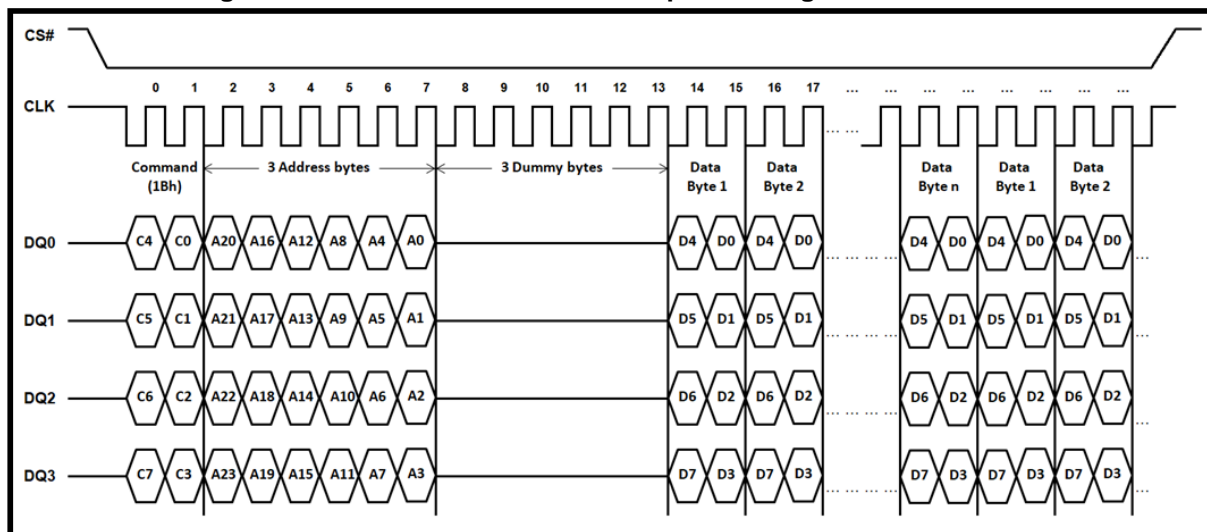 CS#
0 1 2 3 4 5 6 7 8 9 10 11 12 13 14 15 16 17 ... ... ... ... ... ... ... ...
CLK
... ...
Command 3 Address bytes 3 Dummy bytes Data Data Data Data Data
(1Bh) Byte 1 Byte 2 Byte n Byte 1 Byte 2
DQ0 C4 C0 A20 A16 A12 A8 A4 A0 D4 D0 D4 D0 ... ... ... ... D4 D0 D4 D0 D4 D0 ...
DQ1 C5 C1 A21 A17 A13 A9 A5 A1 D5 D1 D5 D1 ... ... ... ... D5 D1 D5 D1 D5 D1 ...
DQ2 C6 C2 A22 A18 A14 A10 A6 A2 D6 D2 D6 D2 ... ... ... ... D6 D2 D6 D2 D6 D2 ...
DQ3 C7 C3 A23 A19 A15 A11 A7 A3 D7 D3 D7 D3 ... ... ... ... D7 D3 D7 D3 D7 D3 ...